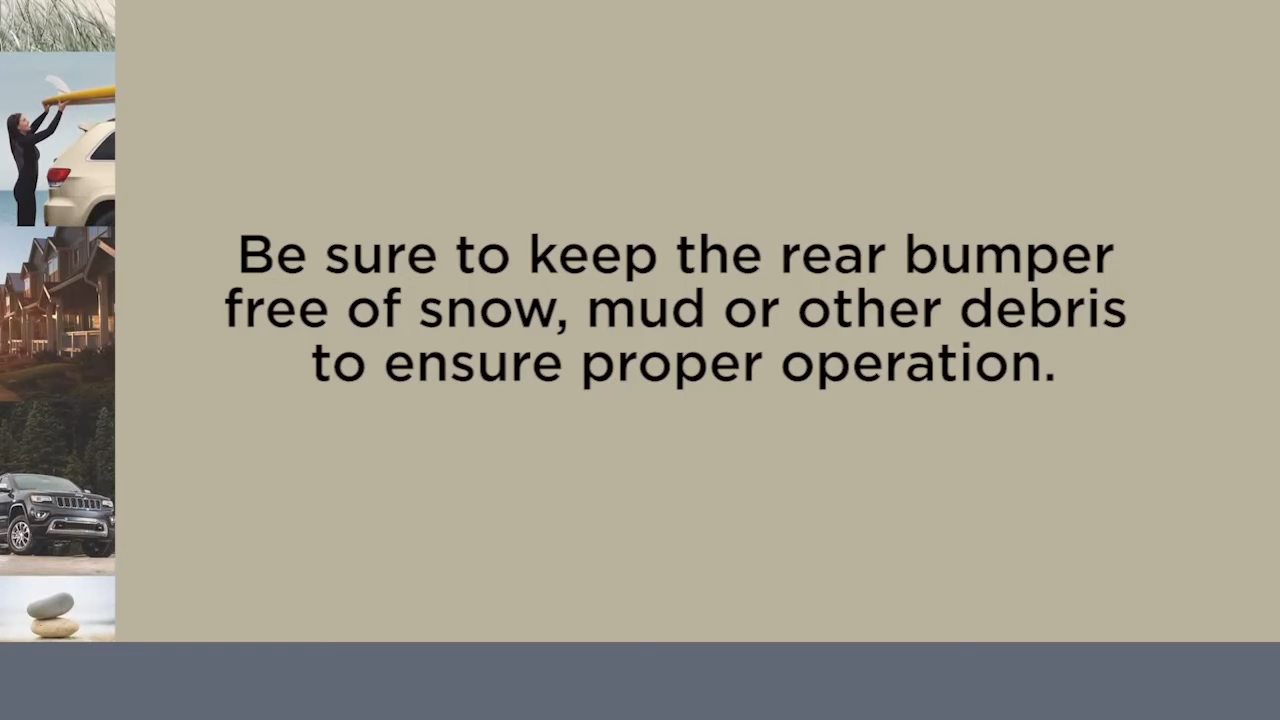 Be sure to keep the rear bumper
free of snow, mud or other debris
to ensure proper operation.